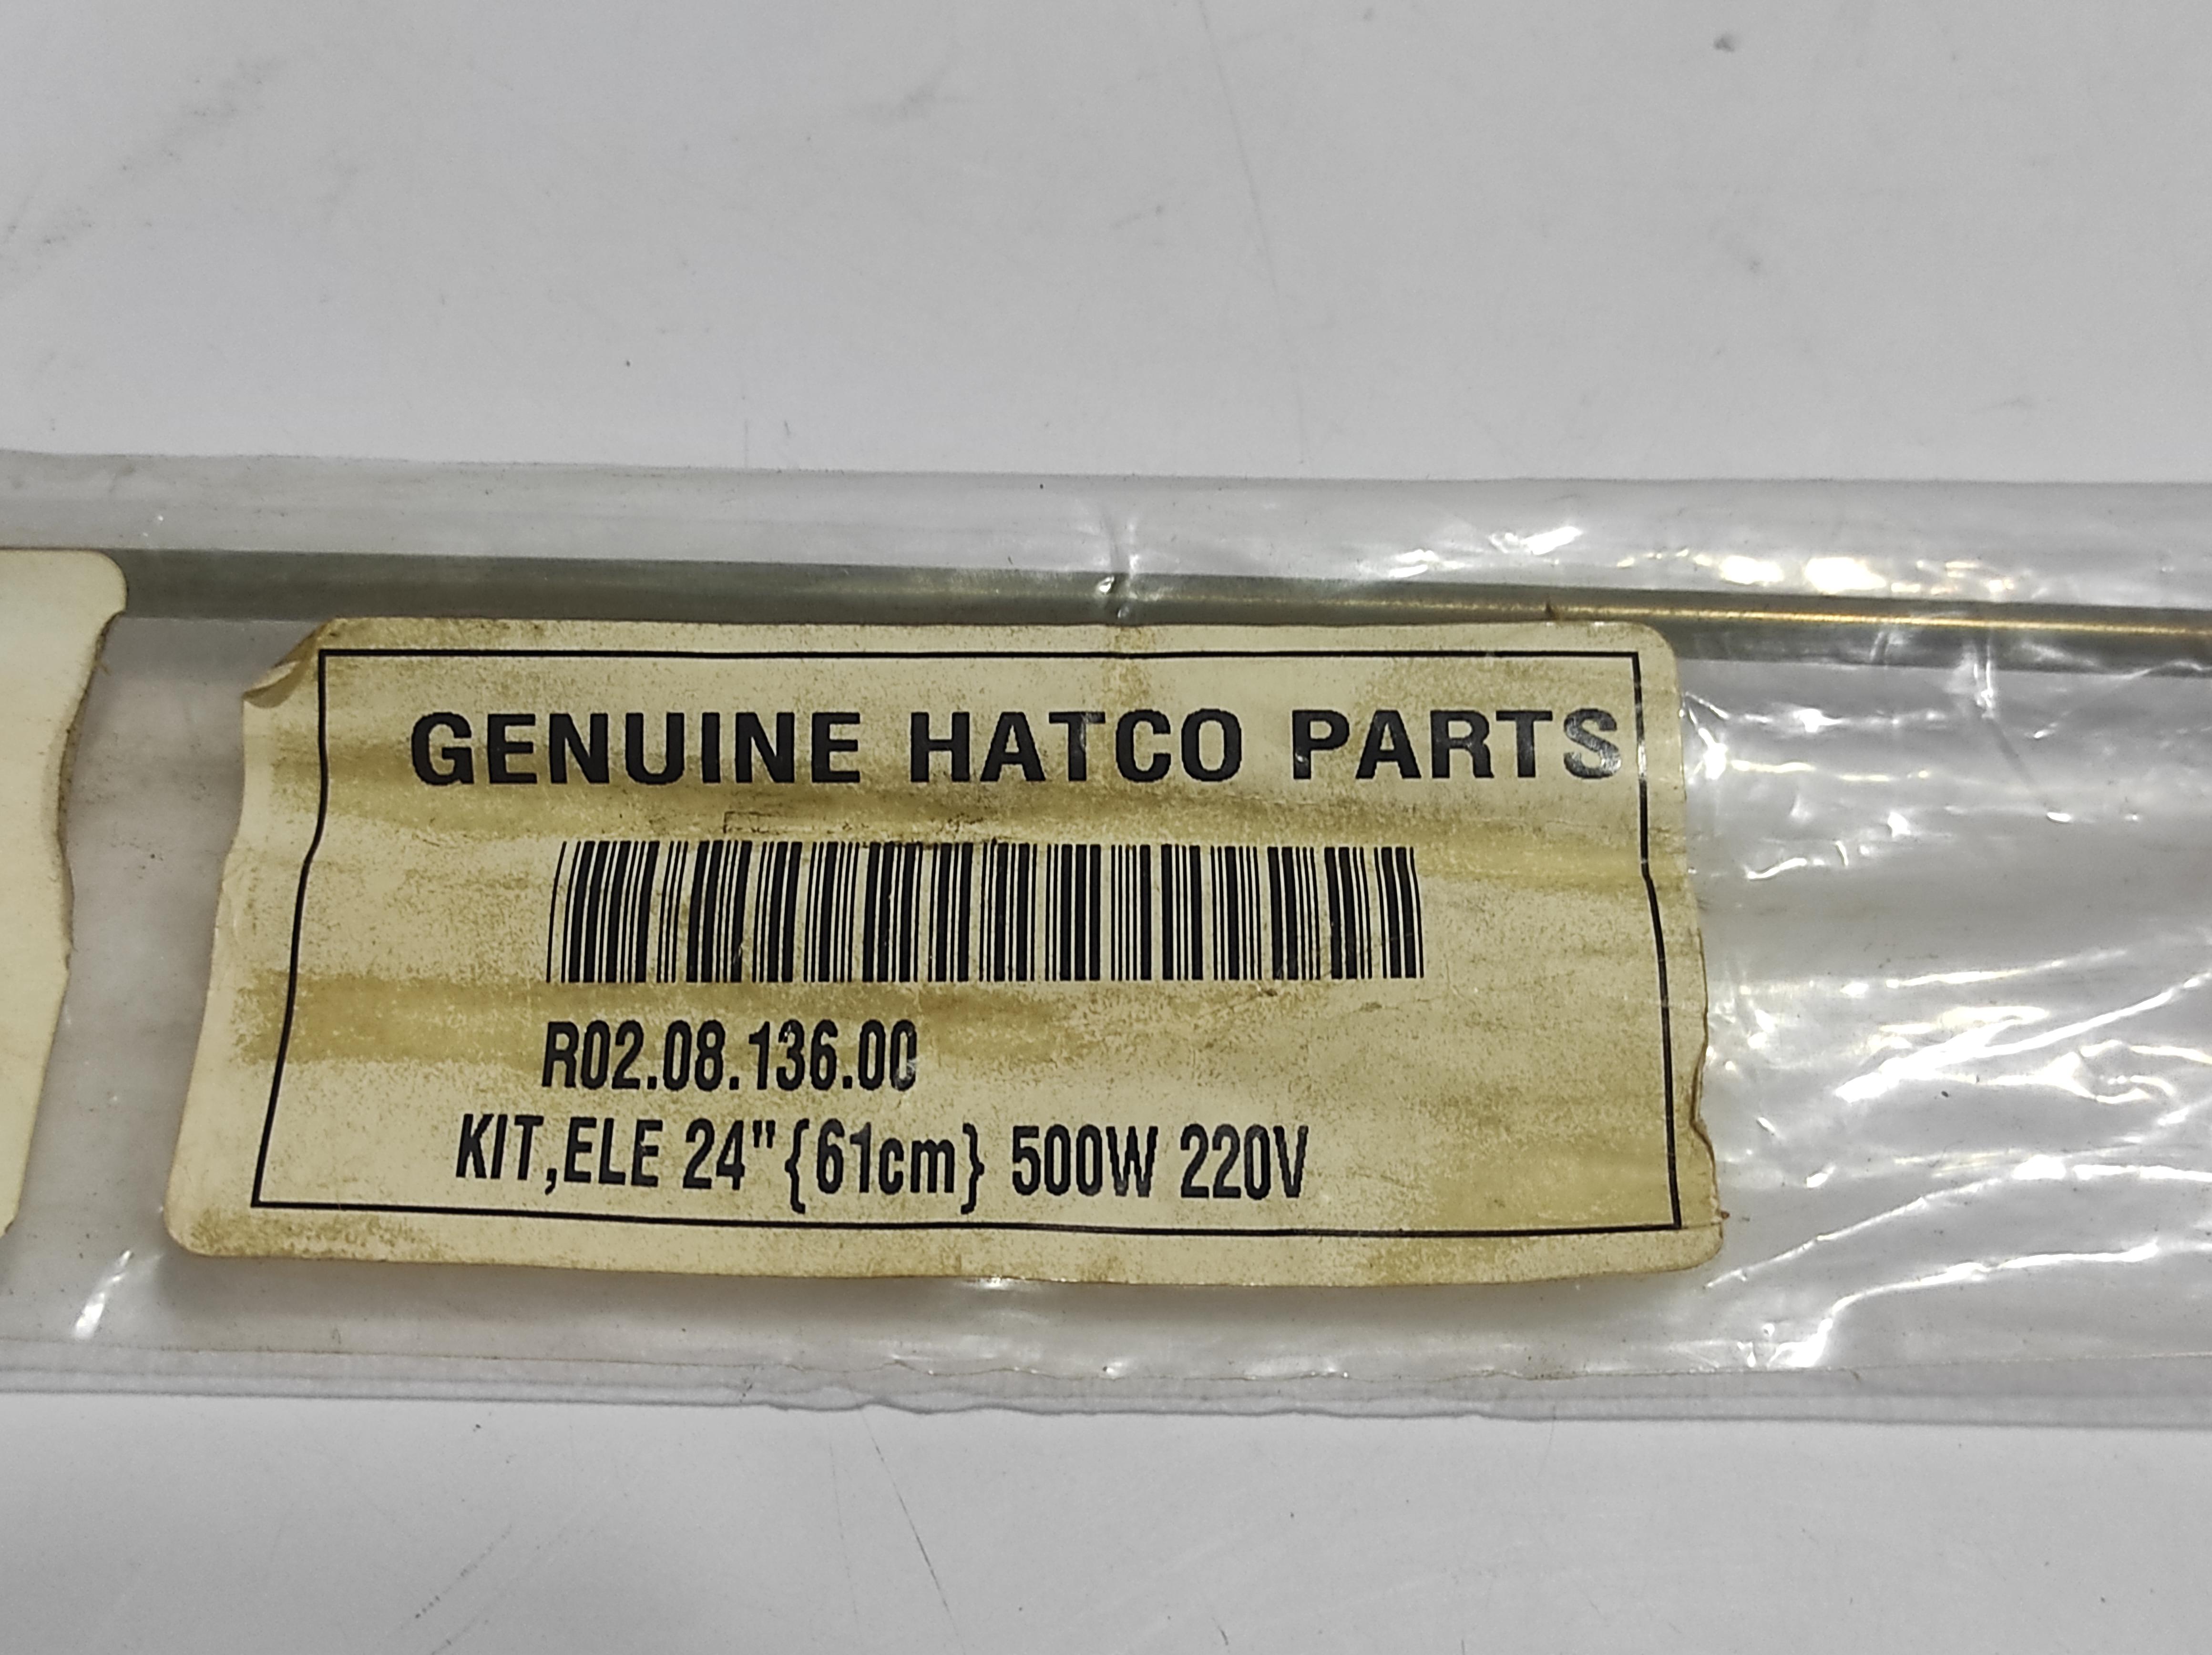 GENUINE HATCO PARTS
R02.08.136.00
KIT,ELE 24"{61cm} 500W 220V